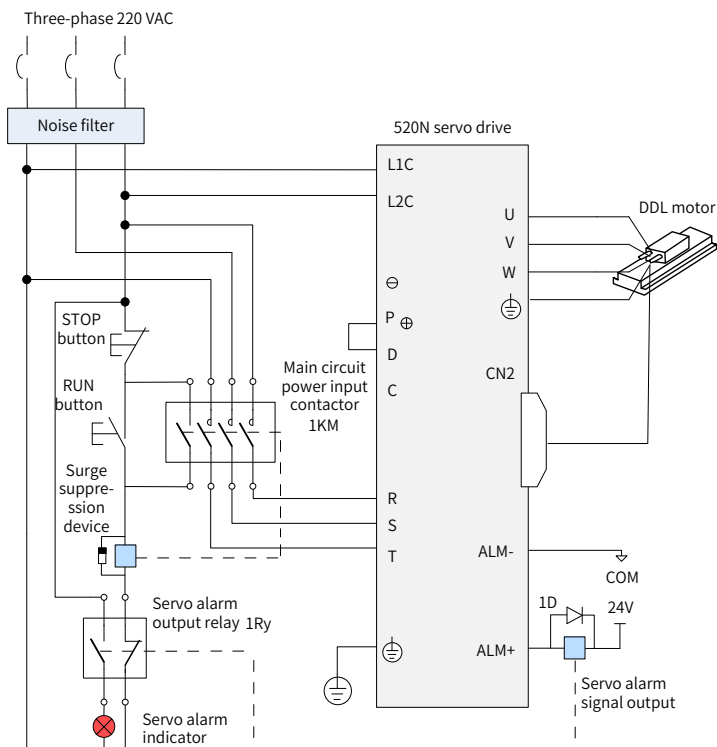 Three-phase 220 VAC
Noise filter
520N servo drive
L1C
L2C
U
V
W
DDL motor
⊖
P ⊕
D
C
CN2
STOP
button
RUN
button
Main circuit
power input
contactor
1KM
Surge
suppre-
ssion
device
R
S
T
ALM-
COM
1D
24V
ALM+
Servo alarm
output relay 1Ry
Servo alarm
signal output
Servo alarm
indicator